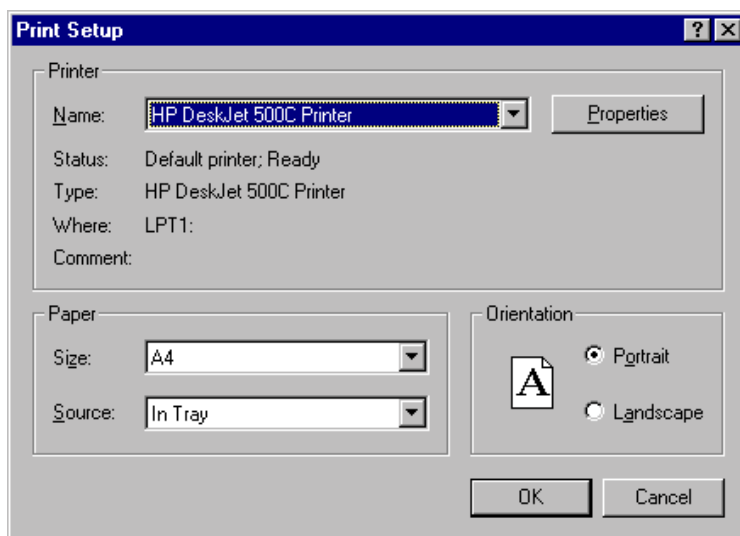 Print Setup
Printer
Name: HP DeskJet 500C Printer Properties
Status: Default printer; Ready
Type: HP DeskJet 500C Printer
Where: LPT1:
Comment:
Paper
Size: A4
Source: In Tray
Orientation
A
Portrait
Landscape
OK Cancel